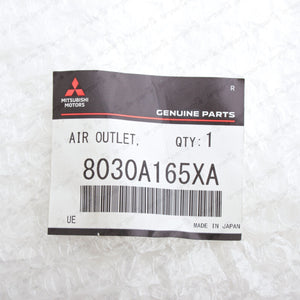 R
MITSUBISHI
MOTORS
GENUINE PARTS
AIR OUTLET, QTY: 1
8030A165XA
UE
MADE IN JAPAN